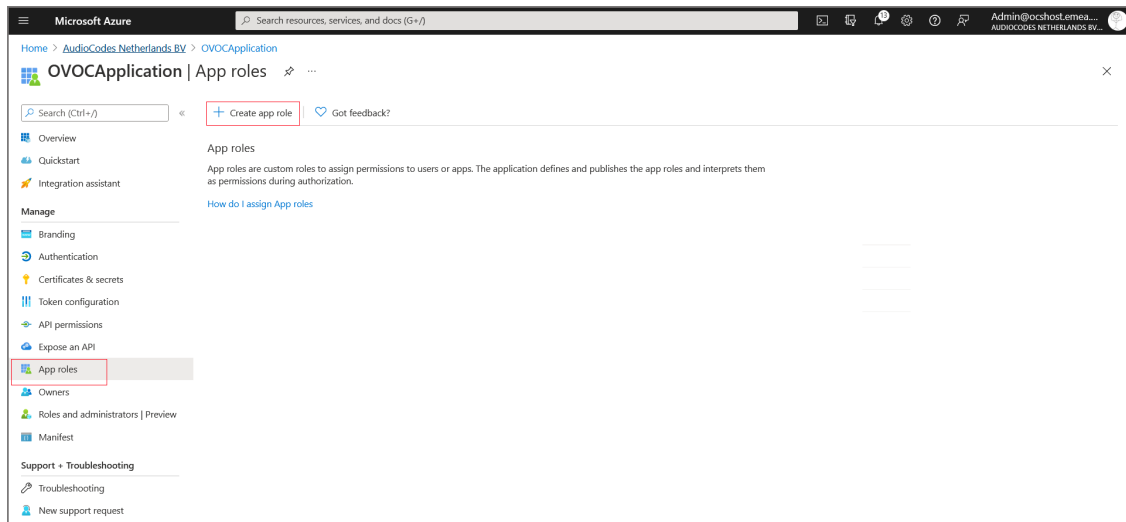 Microsoft Azure
Search resources, services, and docs (G+/)
13
Admin@ocshost.emea....
AUDIOCODES NETHERLANDS BV...
Home > AudioCodes Netherlands BV > OVOCApplication
OVOCApplication | App roles
Search (Ctrl+/)
Create app role
Got feedback?
Overview
Quickstart
Integration assistant
App roles
App roles are custom roles to assign permissions to users or apps. The application defines and publishes the app roles and interprets them
as permissions during authorization.
How do I assign App roles
Manage
Branding
Authentication
Certificates & secrets
Token configuration
API permissions
Expose an API
App roles
Owners
Roles and administrators | Preview
Manifest
Support + Troubleshooting
Troubleshooting
New support request